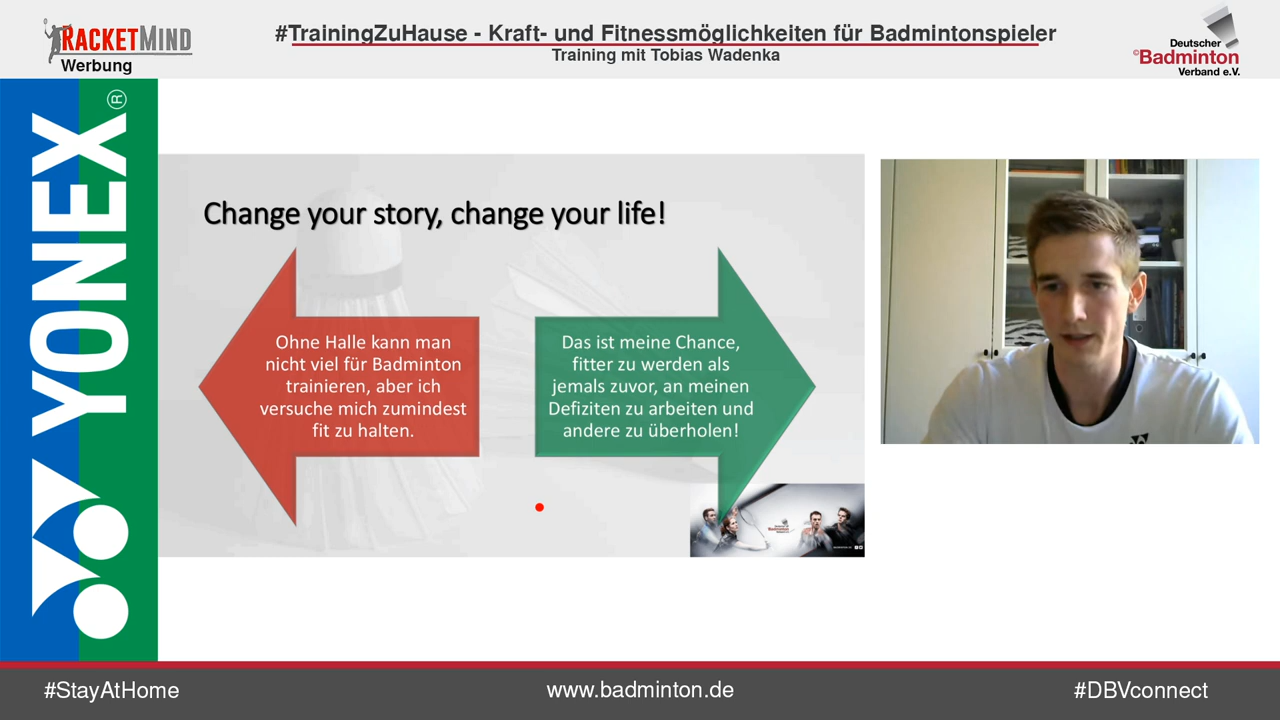 RACKETMIND
Werbung
#TrainingZuHause - Kraft- und Fitnessmöglichkeiten für Badmintonspieler
Training mit Tobias Wadenka
Deutscher
©Badminton
Verband e.V.
YONEX®
Change your story, change your life!
Ohne Halle kann man
nicht viel für Badminton
trainieren, aber ich
versuche mich zumindest
fit zu halten.
Das ist meine Chance,
fitter zu werden als
jemals zuvor, an meinen
Defiziten zu arbeiten und
andere zu überholen!
#StayAtHome
www.badminton.de
#DBVconnect